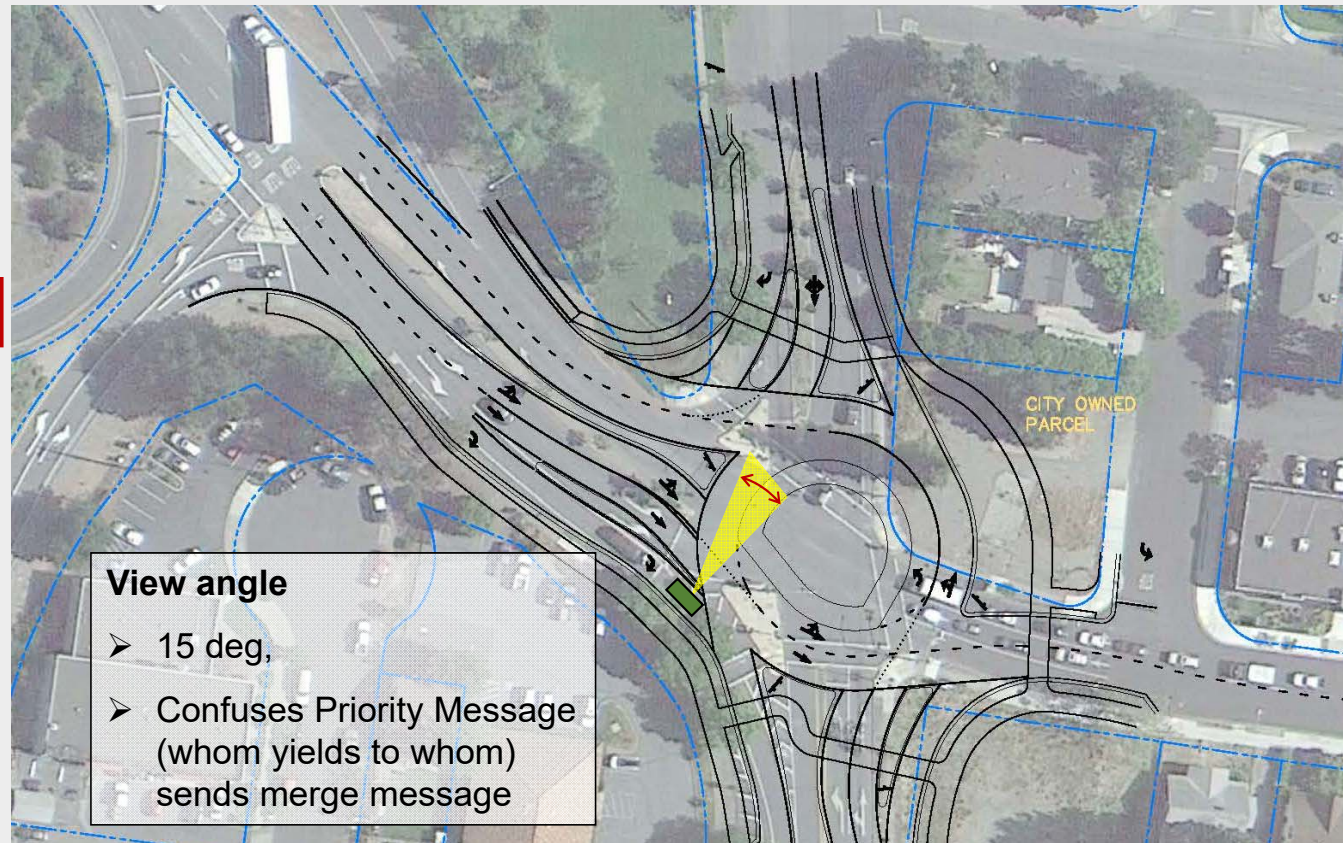 CITY OWNED
PARCEL
View angle
➢ 15 deg,
➢ Confuses Priority Message
(whom yields to whom)
sends merge message